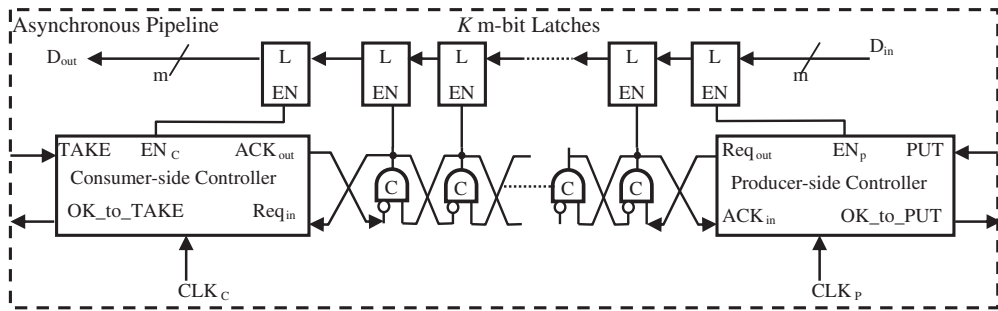 Asynchronous Pipeline
K m-bit Latches
Dout
m
L
EN
L
EN
L
EN
L
EN
L
EN
m
Din
TAKE ENC ACKout
Consumer-side Controller
OK_to_TAKE Reqin
CLKC
C
C
C
C
Reqout ENp PUT
Producer-side Controller
ACKin OK_to_PUT
CLKP